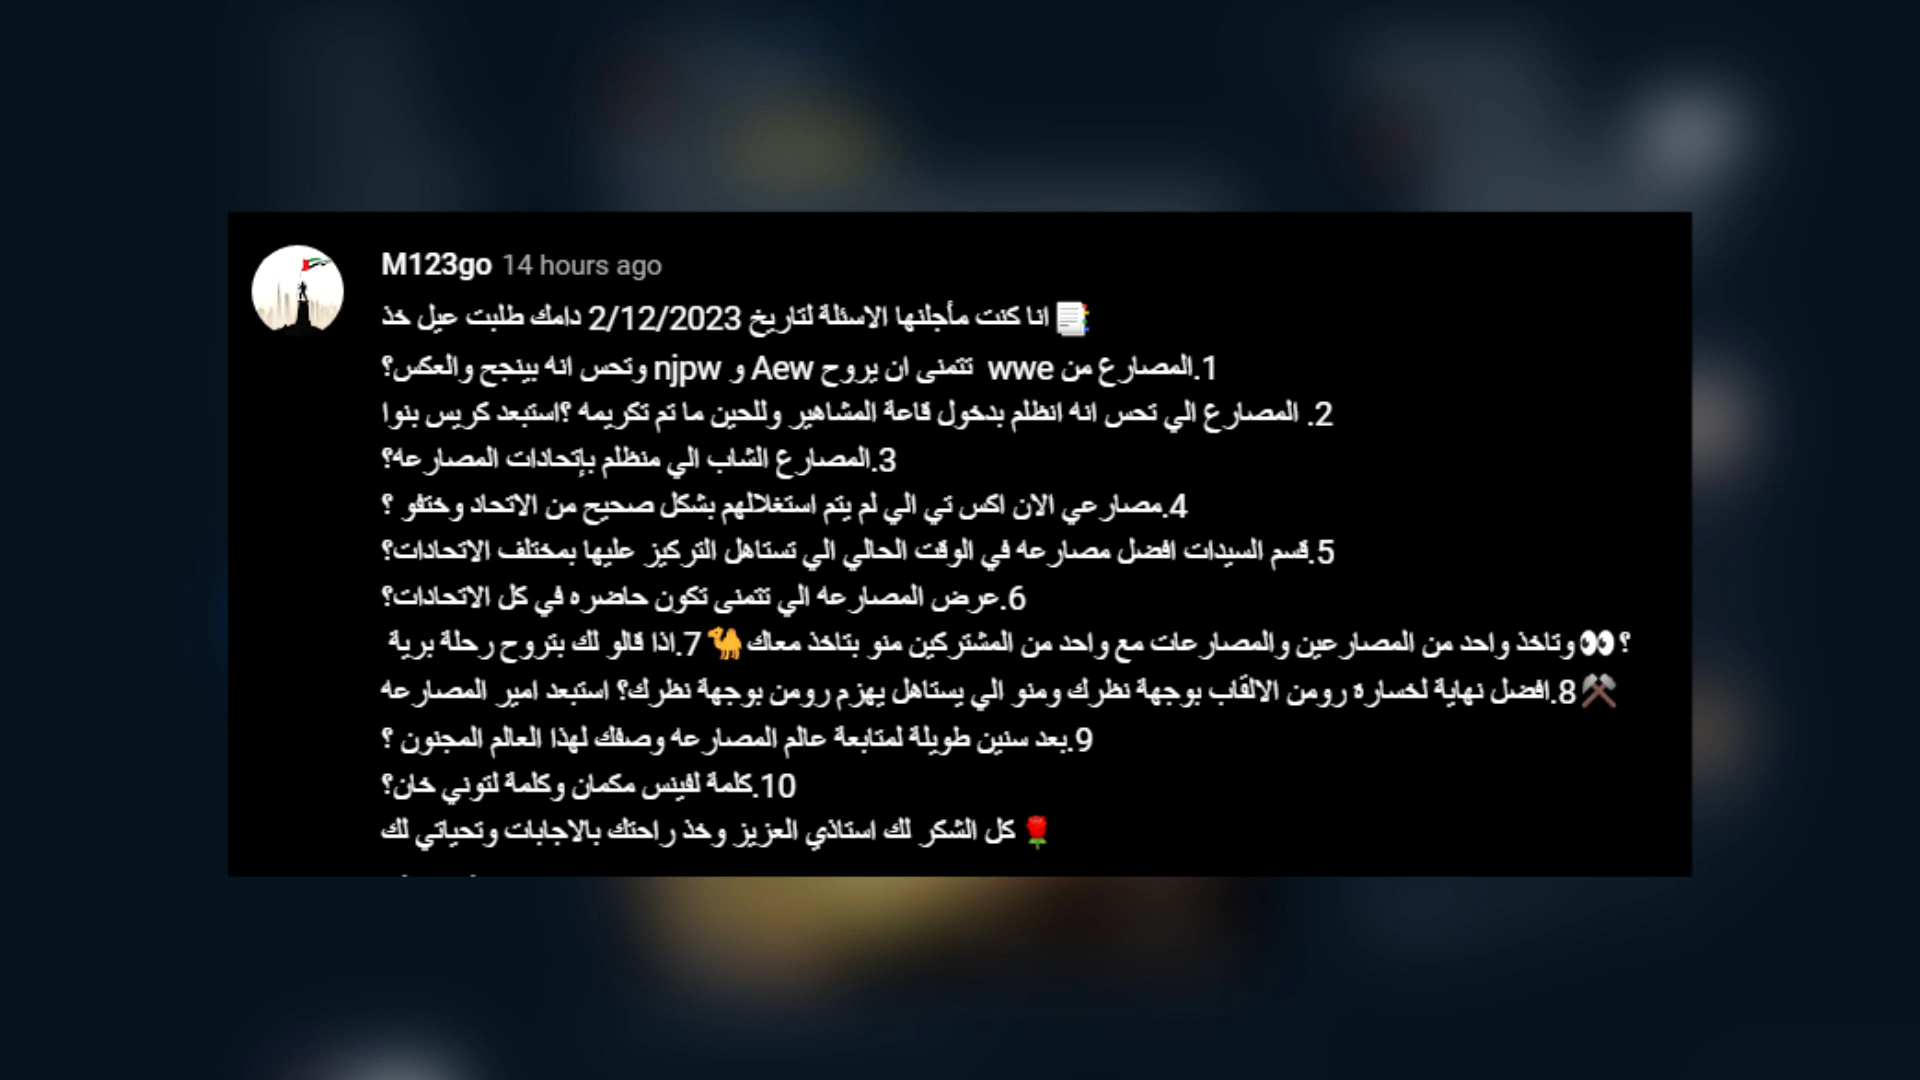 M123go 14 hours ago
📑انا كنت مأجلنها الاسئلة لتاريخ 2/12/2023 دامك طلبت عيل خذ
1.المصارع من wwe تتمنى ان يروح Aew و njpw وتحس انه بينجح والعكس؟
2. المصارع الي تحس انه انظلم بدخول قاعة المشاهير وللحين ما تم تكريمه ؟استبعد كريس بنوا
3.المصارع الشاب الي منظلم بإتحادات المصارعه؟
4.مصارعي الان اكس تي الي لم يتم استغلالهم بشكل صحيح من الاتحاد وختفو ؟
5.قسم السيدات افضل مصارعه في الوقت الحالي الي تستاهل التركيز عليها بمختلف الاتحادات؟
6.عرض المصارعه الي تتمنى تكون حاضره في كل الاتحادات؟
7.اذا قالو لك بتروح رحلة برية 🐪وتاخذ واحد من المصارعين والمصارعات مع واحد من المشتركين منو بتاخذ معاك👀؟
⚒8.افضل نهاية لخساره رومن الالقاب بوجهة نظرك ومنو الي يستاهل يهزم رومن بوجهة نظرك؟ استبعد امير المصارعه
9.بعد سنين طويلة لمتابعة عالم المصارعه وصفك لهذا العالم المجنون ؟
10.كلمة لفينس مكمان وكلمة لتوني خان؟
🌹كل الشكر لك استاذي العزيز وخذ راحتك بالاجابات وتحياتي لك